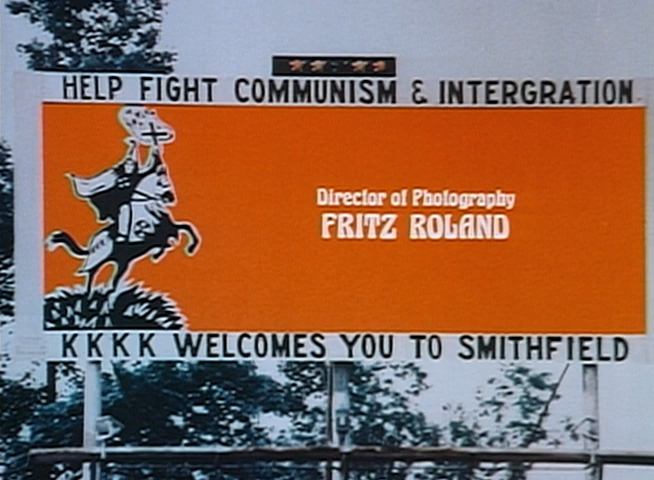 HELP FIGHT COMMUNISM & INTERGRATION
Director of Photography
FRITZ ROLAND
KKKK WELCOMES YOU TO SMITHFIELD